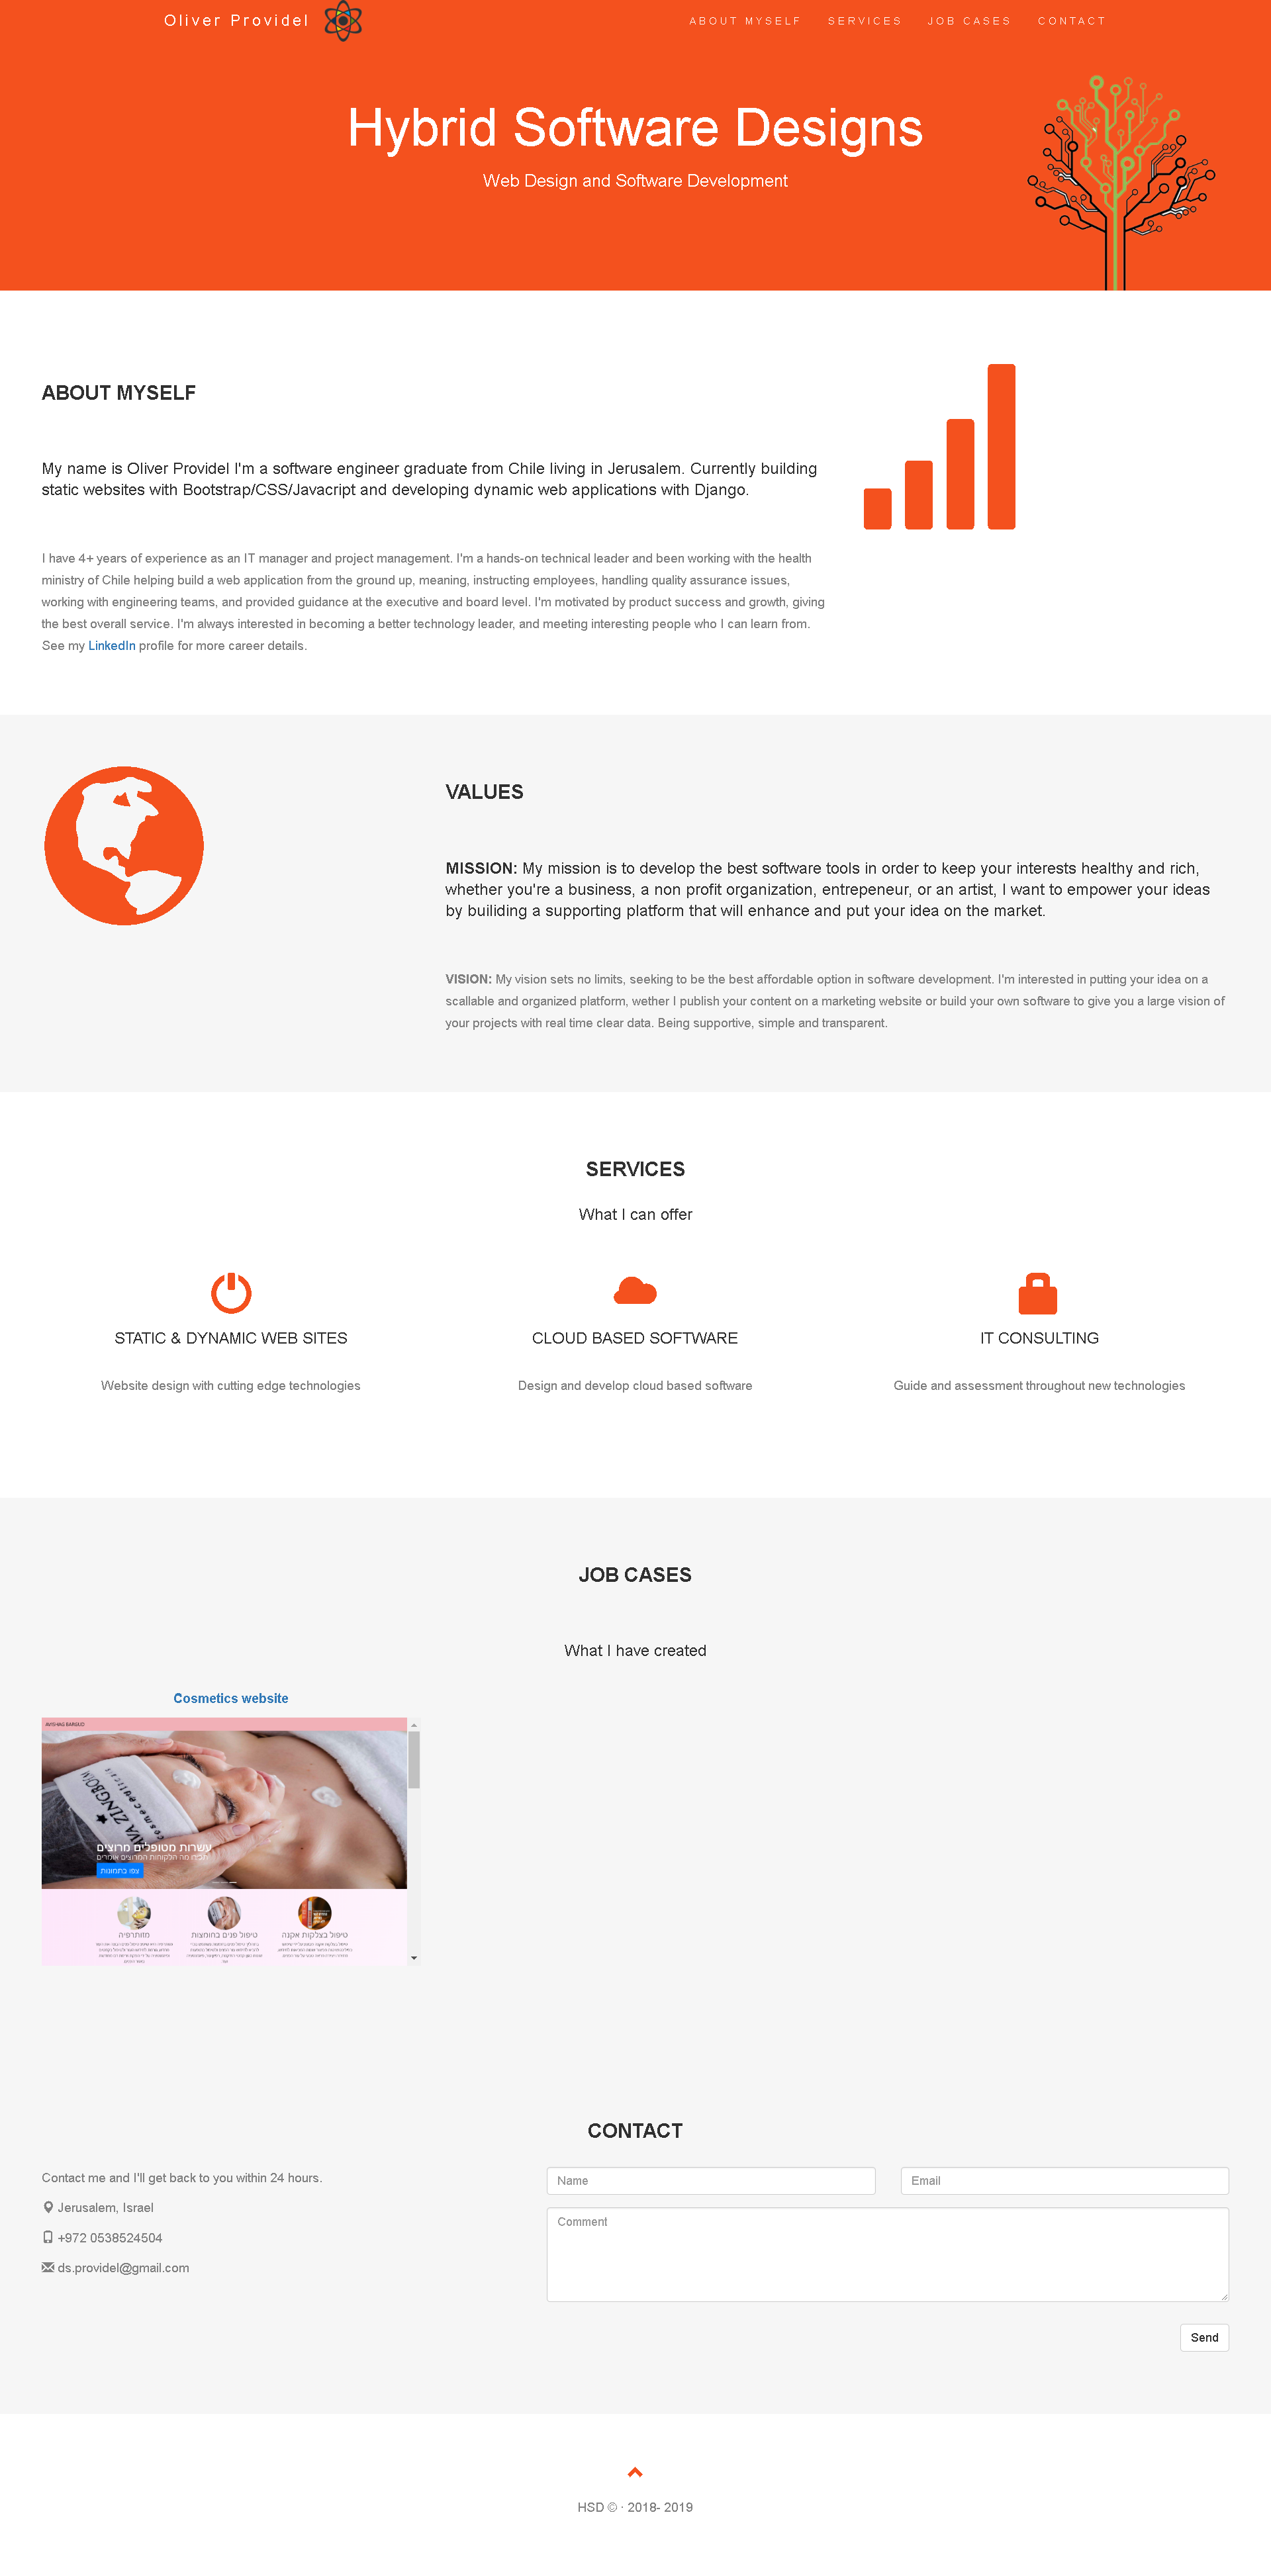 Oliver Providel
ABOUT MYSELF SERVICES JOB CASES CONTACT
Hybrid Software Designs
Web Design and Software Development
ABOUT MYSELF
My name is Oliver Providel I'm a software engineer graduate from Chile living in Jerusalem. Currently building
static websites with Bootstrap/CSS/Javacript and developing dynamic web applications with Django.
I have 4+ years of experience as an IT manager and project management. I'm a hands-on technical leader and been working with the health
ministry of Chile helping build a web application from the ground up, meaning, instructing employees, handling quality assurance issues,
working with engineering teams, and provided guidance at the executive and board level. I'm motivated by product success and growth, giving
the best overall service. I'm always interested in becoming a better technology leader, and meeting interesting people who I can learn from.
See my LinkedIn profile for more career details.
VALUES
MISSION: My mission is to develop the best software tools in order to keep your interests healthy and rich,
whether you're a business, a non profit organization, entrepeneur, or an artist, I want to empower your ideas
by building a supporting platform that will enhance and put your idea on the market.
VISION: My vision sets no limits, seeking to be the best affordable option in software development. I'm interested in putting your idea on a
scallable and organized platform, wether I publish your content on a marketing website or build your own software to give you a large vision of
your projects with real time clear data. Being supportive, simple and transparent.
SERVICES
What I can offer
STATIC & DYNAMIC WEB SITES
CLOUD BASED SOFTWARE
IT CONSULTING
Website design with cutting edge technologies
Design and develop cloud based software
Guide and assessment throughout new technologies
JOB CASES
What I have created
Cosmetics website
ZINGBOIM
cosmeceuticals
עשרות מטופלים מרוצים
מה הלקוחות המרוצים אומרים
צפו בתמונות
טיפול בצלקות אקנה
טיפול פנים בחומצות
מזותרפיה
CONTACT
Contact me and I'll get back to you within 24 hours.
Jerusalem, Israel
+972 0538524504
ds.providel@gmail.com
Name
Email
Comment
Send
HSD © · 2018- 2019